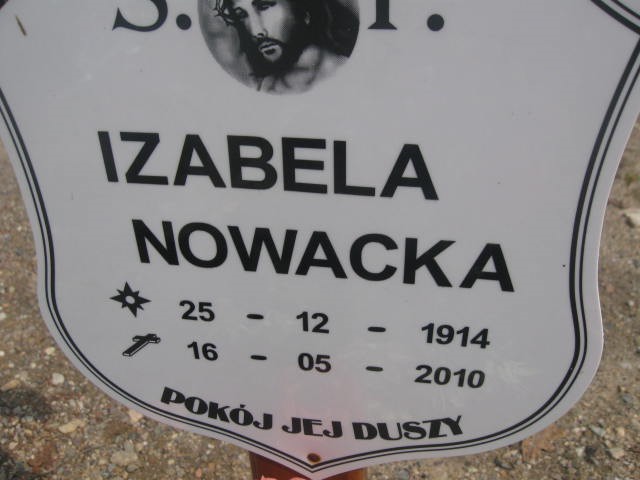 Ś. P.
IZABELA
NOWACKA
25 - 12 - 1914
16 - 05 - 2010
POKÓJ JEJ DUSZY